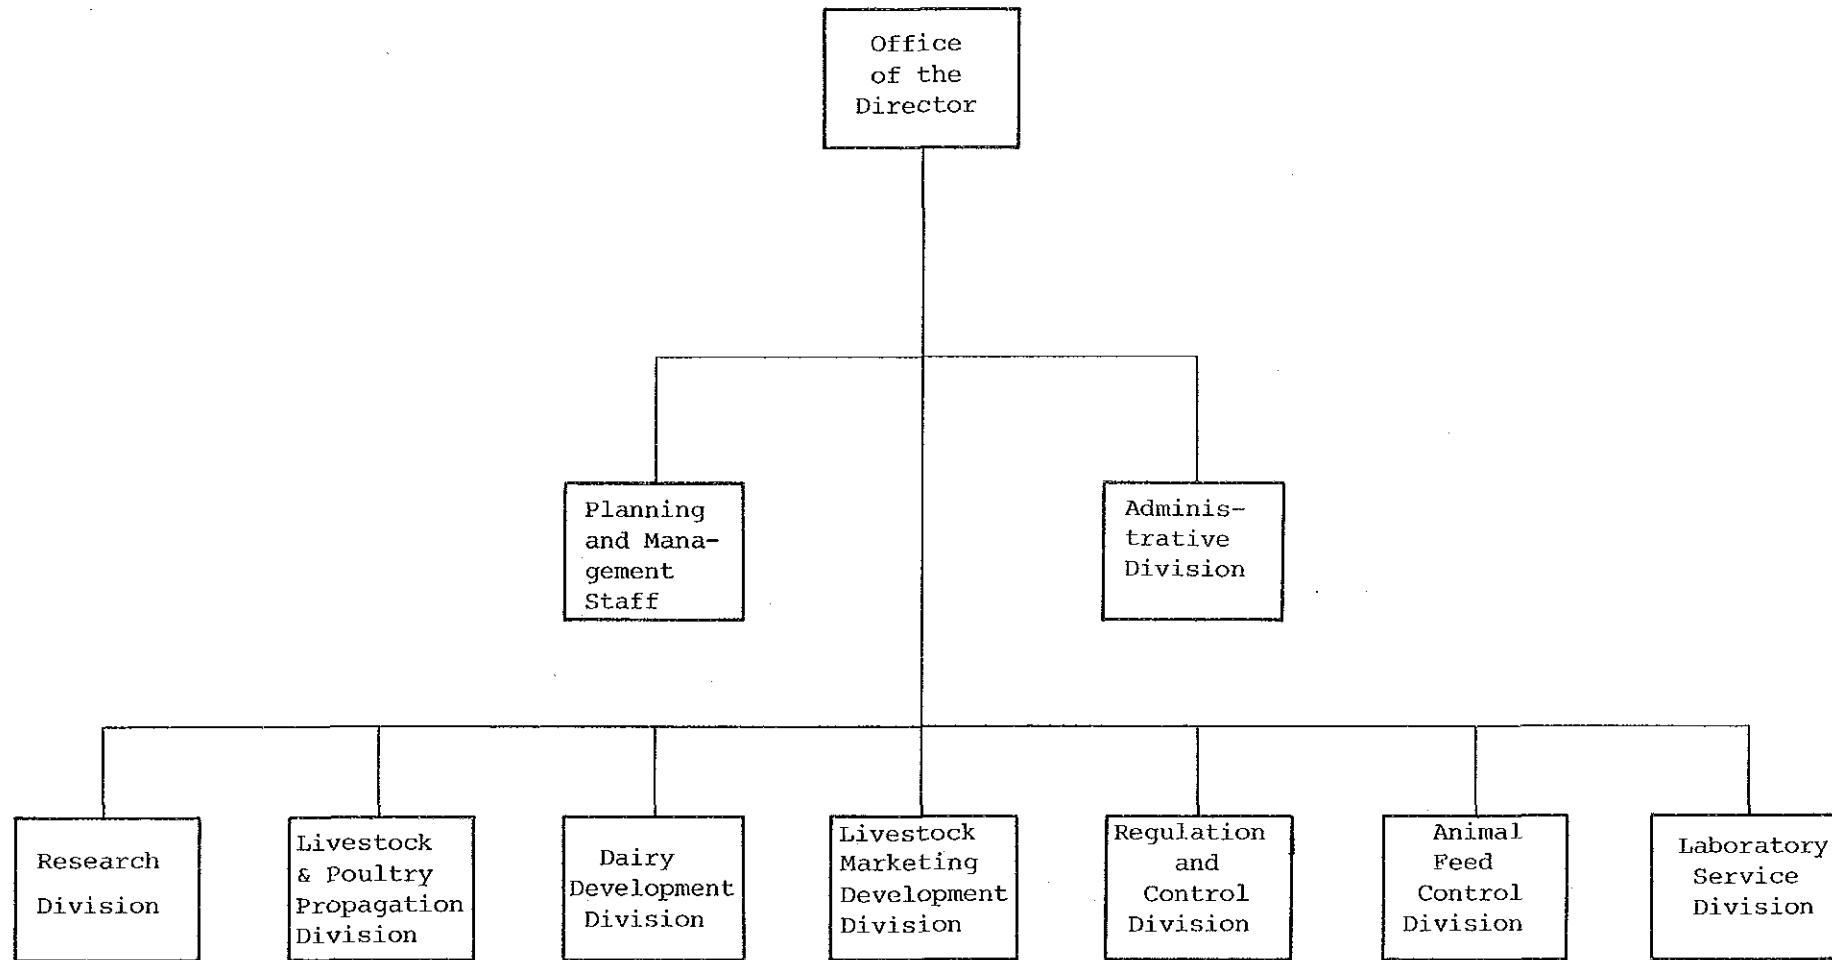 Office
of the
Director
Planning
and Mana-
gement
Staff
Adminis-
trative
Division
Research
Division
Livestock
& Poultry
Propagation
Division
Dairy
Development
Division
Livestock
Marketing
Development
Division
Regulation
and
Control
Division
Animal
Feed
Control
Division
Laboratory
Service
Division